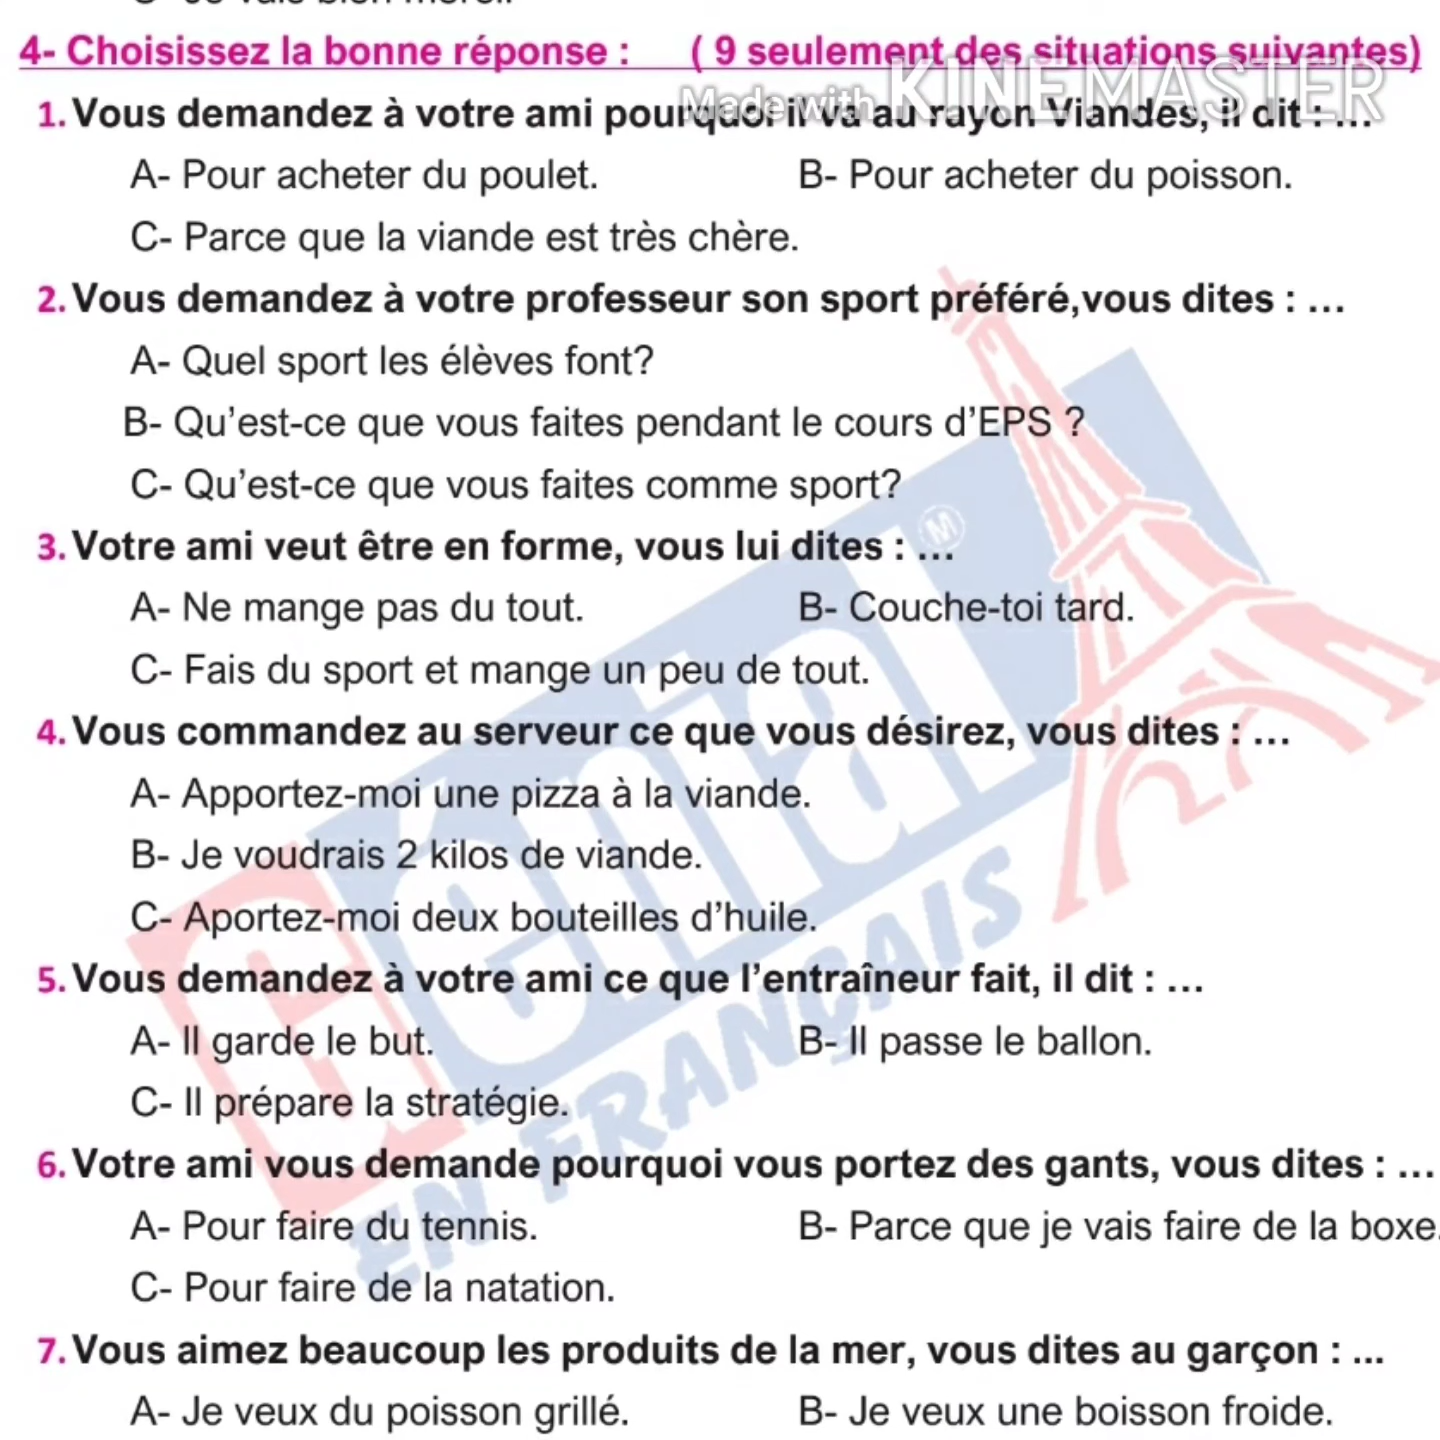 4- Choisissez la bonne réponse : ( 9 seulement des situations suivantes)
Made with KINEMASTER
1. Vous demandez à votre ami pourquoi il va au rayon Viandes, il dit : ...
A- Pour acheter du poulet. B- Pour acheter du poisson.
C- Parce que la viande est très chère.
2. Vous demandez à votre professeur son sport préféré,vous dites : ...
A- Quel sport les élèves font?
B- Qu'est-ce que vous faites pendant le cours d'EPS ?
C- Qu'est-ce que vous faites comme sport?
3. Votre ami veut être en forme, vous lui dites : ...
A- Ne mange pas du tout. B- Couche-toi tard.
C- Fais du sport et mange un peu de tout.
4. Vous commandez au serveur ce que vous désirez, vous dites : ...
A- Apportez-moi une pizza à la viande.
B- Je voudrais 2 kilos de viande.
C- Aportez-moi deux bouteilles d'huile.
5. Vous demandez à votre ami ce que l'entraîneur fait, il dit : ...
A- Il garde le but. B- Il passe le ballon.
C- Il prépare la stratégie.
6. Votre ami vous demande pourquoi vous portez des gants, vous dites : ...
A- Pour faire du tennis. B- Parce que je vais faire de la boxe.
C- Pour faire de la natation.
7. Vous aimez beaucoup les produits de la mer, vous dites au garçon : ...
A- Je veux du poisson grillé. B- Je veux une boisson froide.
Génial
EN FRANÇAIS